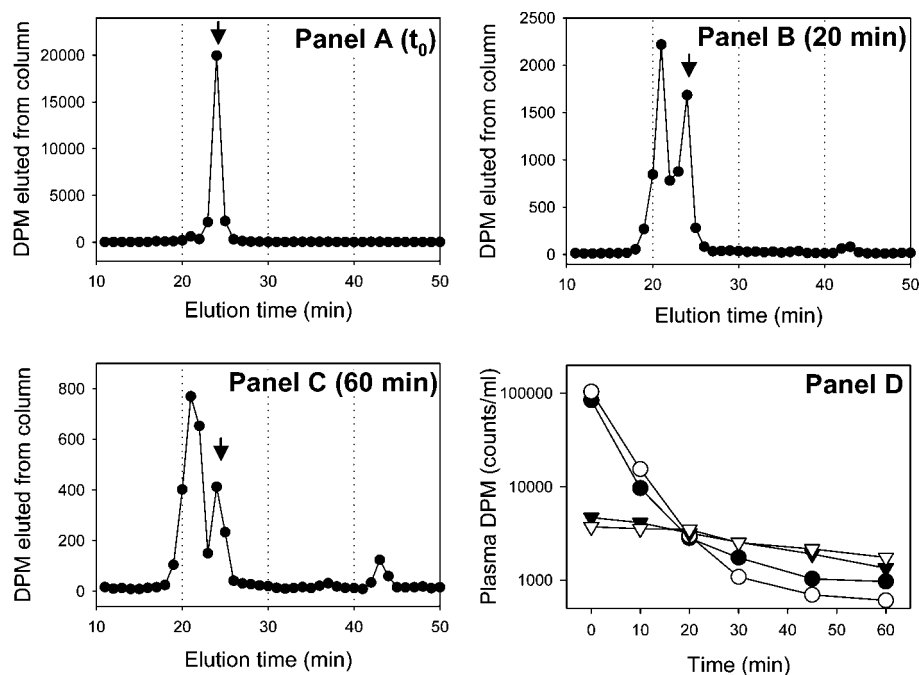 Panel A (t0)
DPM eluted from column
20000
15000
10000
5000
0
10 20 30 40 50
Elution time (min)
Panel B (20 min)
DPM eluted from column
2500
2000
1500
1000
500
0
10 20 30 40 50
Elution time (min)
Panel C (60 min)
DPM eluted from column
800
600
400
200
0
10 20 30 40 50
Elution time (min)
Panel D
Plasma DPM (counts/ml)
100000
10000
1000
0 10 20 30 40 50 60
Time (min)